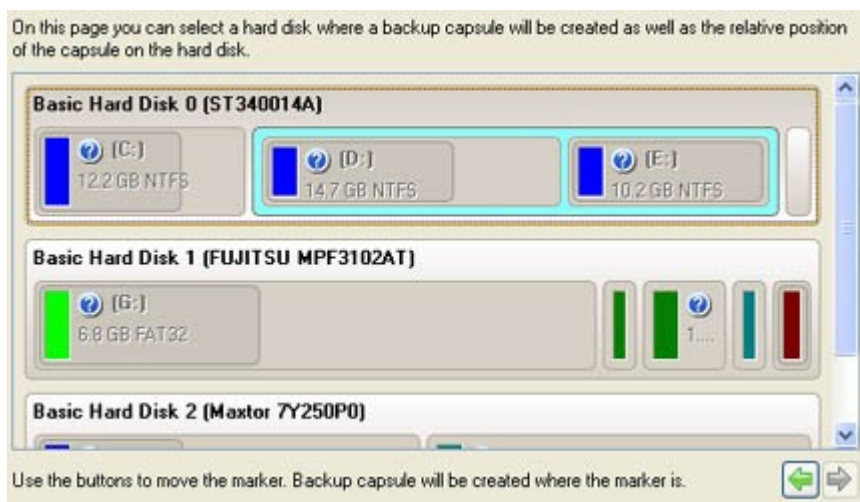 On this page you can select a hard disk where a backup capsule will be created as well as the relative position
of the capsule on the hard disk.
Basic Hard Disk 0 (ST340014A)
(C:)
12.2 GB NTFS
(D:)
14.7 GB NTFS
(E:)
10.2 GB NTFS
Basic Hard Disk 1 (FUJITSU MPF3102AT)
(G:)
6.8 GB FAT32
1....
Basic Hard Disk 2 (Maxtor 7Y250P0)
Use the buttons to move the marker. Backup capsule will be created where the marker is.